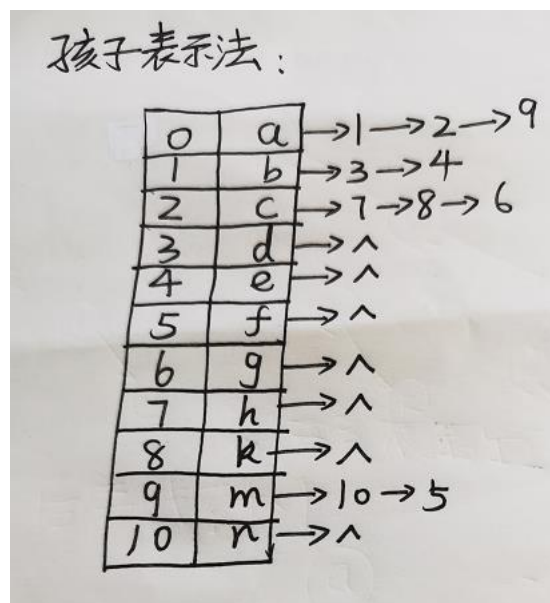 孩子表示法：
0 a →1→2→9
1 b →3→4
2 c →7→8→6
3 d →^
4 e →^
5 f →^
6 g →^
7 h →^
8 k →^
9 m →10→5
10 n →^